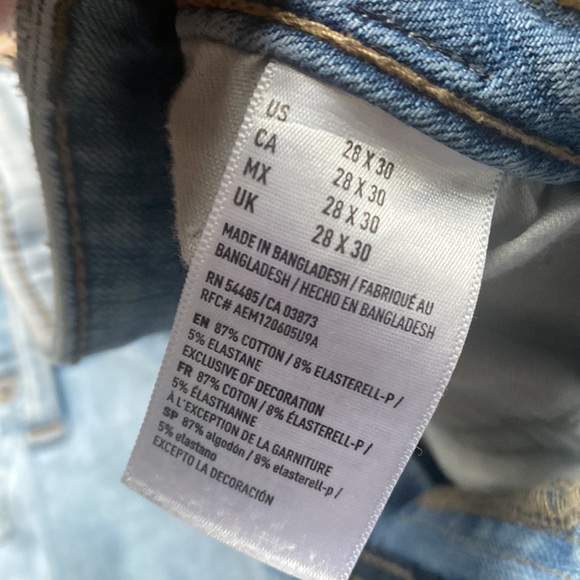 US 28 X 30
CA 28 X 30
MX 28 X 30
UK 28 X 30
MADE IN BANGLADESH / FABRIQUÉ AU
BANGLADESH / HECHO EN BANGLADESH
RN 54485 / CA 03873
RFC# AEM120605U9A
EN 87% COTTON / 8% ELASTERELL-P /
5% ELASTANE
EXCLUSIVE OF DECORATION
FR 87% COTON / 8% ÉLASTERELL-P /
5% ÉLASTHANNE
À L'EXCEPTION DE LA GARNITURE
SP 87% algodón / 8% elasterell-p /
5% elastano
EXCEPTO LA DECORACIÓN